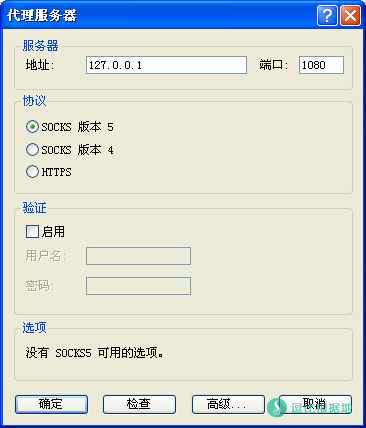 代理服务器
服务器
地址: 127.0.0.1 端口: 1080
协议
SOCKS 版本 5
SOCKS 版本 4
HTTPS
验证
启用
用户名:
密码:
选项
没有 SOCKS5 可用的选项。
确定 检查 高级... 取消